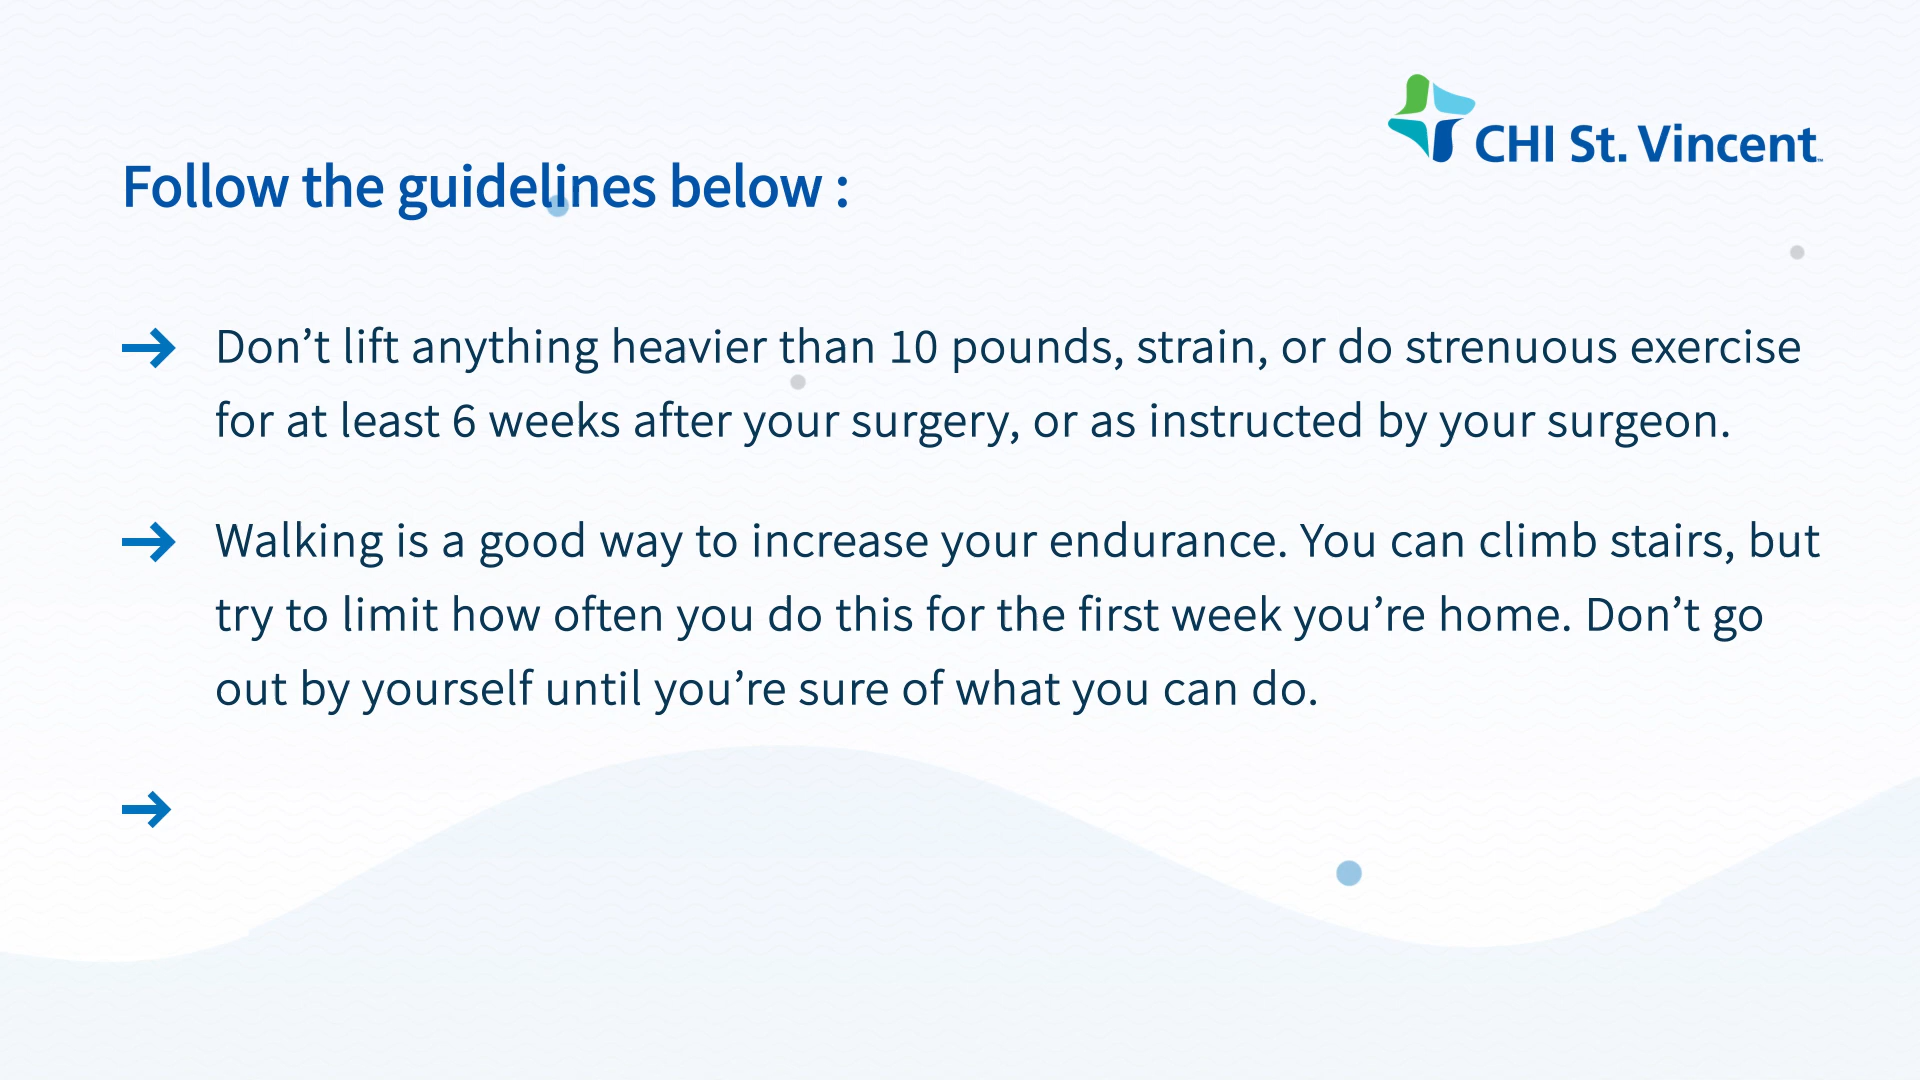 CHI St. Vincent
Follow the guidelines below :
Don’t lift anything heavier than 10 pounds, strain, or do strenuous exercise
for at least 6 weeks after your surgery, or as instructed by your surgeon.
Walking is a good way to increase your endurance. You can climb stairs, but
try to limit how often you do this for the first week you’re home. Don’t go
out by yourself until you’re sure of what you can do.